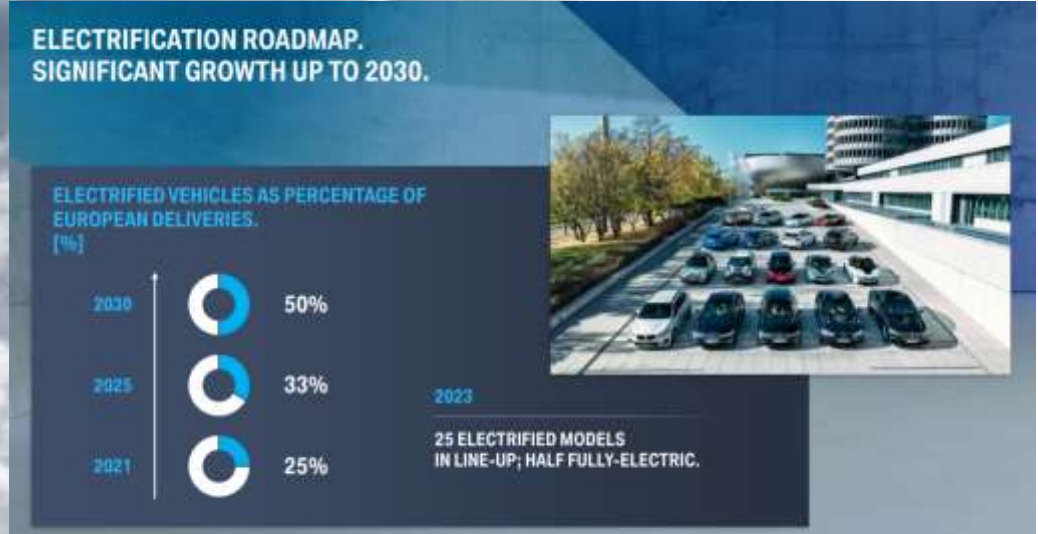 ELECTRIFICATION ROADMAP.
SIGNIFICANT GROWTH UP TO 2030.
ELECTRIFIED VEHICLES AS PERCENTAGE OF
EUROPEAN DELIVERIES.
[%]
2030
50%
2025
33%
2021
25%
2023
25 ELECTRIFIED MODELS
IN LINE-UP; HALF FULLY-ELECTRIC.